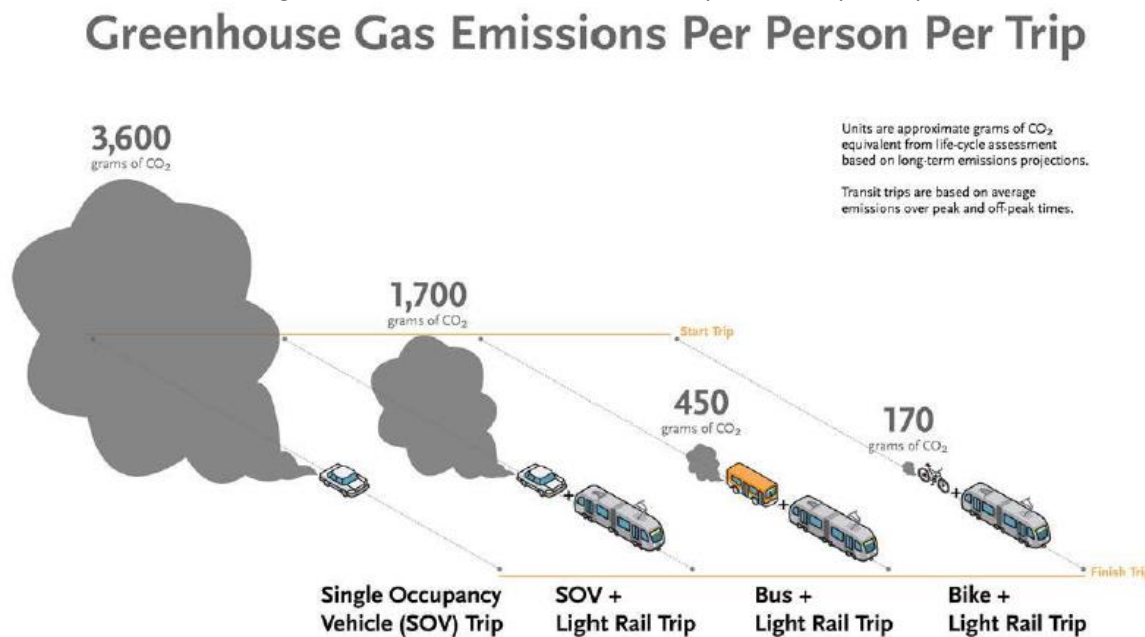 Greenhouse Gas Emissions Per Person Per Trip
3,600
grams of CO₂
Units are approximate grams of CO₂
equivalent from life-cycle assessment
based on long-term emissions projections.
Transit trips are based on average
emissions over peak and off-peak times.
1,700
grams of CO₂
Start Trip
450
grams of CO₂
170
grams of CO₂
+
+
+
Finish Trip
Single Occupancy
Vehicle (SOV) Trip
SOV +
Light Rail Trip
Bus +
Light Rail Trip
Bike +
Light Rail Trip